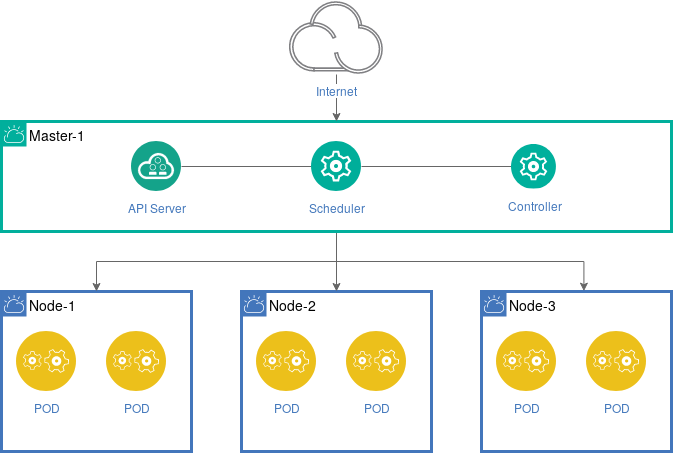 Internet
Master-1
API Server
Scheduler
Controller
Node-1
Node-2
Node-3
POD
POD
POD
POD
POD
POD